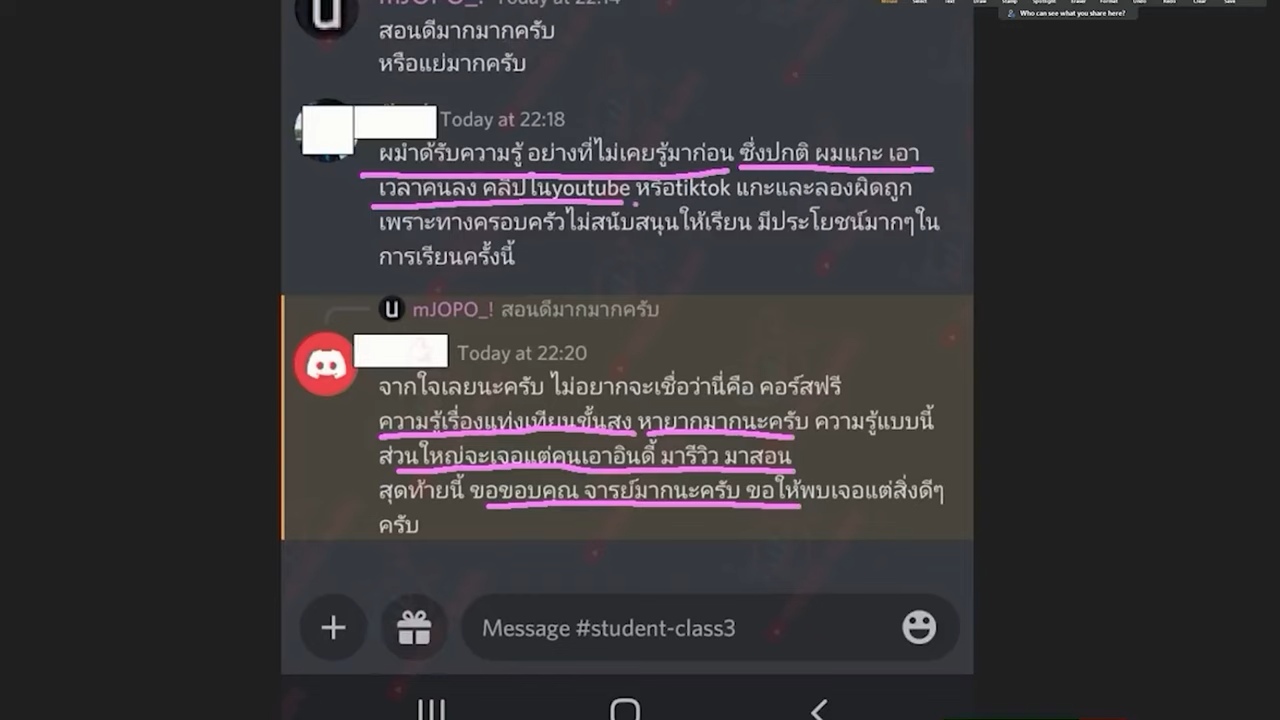 mJOPO_! Today at 22:14
สอนดีมากมากครับ
หรือแย่มากครับ
Today at 22:18
ผมำด้รับความรู้ อย่างที่ไม่เคยรู้มาก่อน ซึ่งปกติ ผมแกะ เอา
เวลาคนลง คลิปในyoutube หรือtiktok แกะและลองผิดถูก
เพราะทางครอบครัวไม่สนับสนุนให้เรียน มีประโยชน์มากๆใน
การเรียนครั้งนี้
mJOPO_! สอนดีมากมากครับ
Today at 22:20
จากใจเลยนะครับ ไม่อยากจะเชื่อว่านี่คือ คอร์สฟรี
ความรู้เรื่องแท่งเทียนขั้นสูง หายากมากนะครับ ความรู้แบบนี้
ส่วนใหญ่จะเจอแต่คนเอาอินดี้ มารีวิว มาสอน
สุดท้ายนี้ ขอขอบคุณ จารย์มากนะครับ ขอให้พบเจอแต่สิ่งดีๆ
ครับ
Message #student-class3
Who can see what you share here?